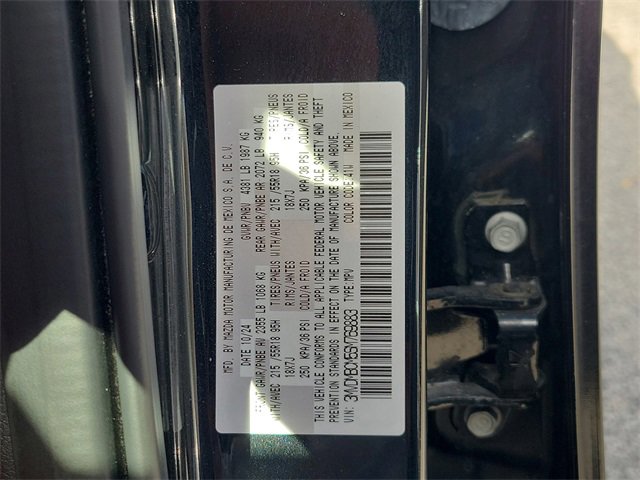 MFD. BY MAZDA MOTOR MANUFACTURING DE MEXICO S.A. DE C.V.
DATE 10/24 GVWR/PNBV 4381 LB 1987 KG
FRONT GAWR/PNBE AV 2355 LB 1068 KG REAR GAWR/PNBE AR 2072 LB 940 KG
WITH/AVEC 215 /55R18 95H TIRES/PNEUS WITH/AVEC 215 /55R18 95H TIRES/PNEUS
18X7J RIMS/JANTES 18X7J RIMS/JANTES
250 KPA/36 PSI COLD/A FROID 250 KPA/36 PSI COLD/A FROID
THIS VEHICLE CONFORMS TO ALL APPLICABLE FEDERAL MOTOR VEHICLE SAFETY AND THEFT
PREVENTION STANDARDS IN EFFECT ON THE DATE OF MANUFACTURE SHOWN ABOVE.
VIN: TYPE MPV COLOR CODE/41W MADE IN MEXICO